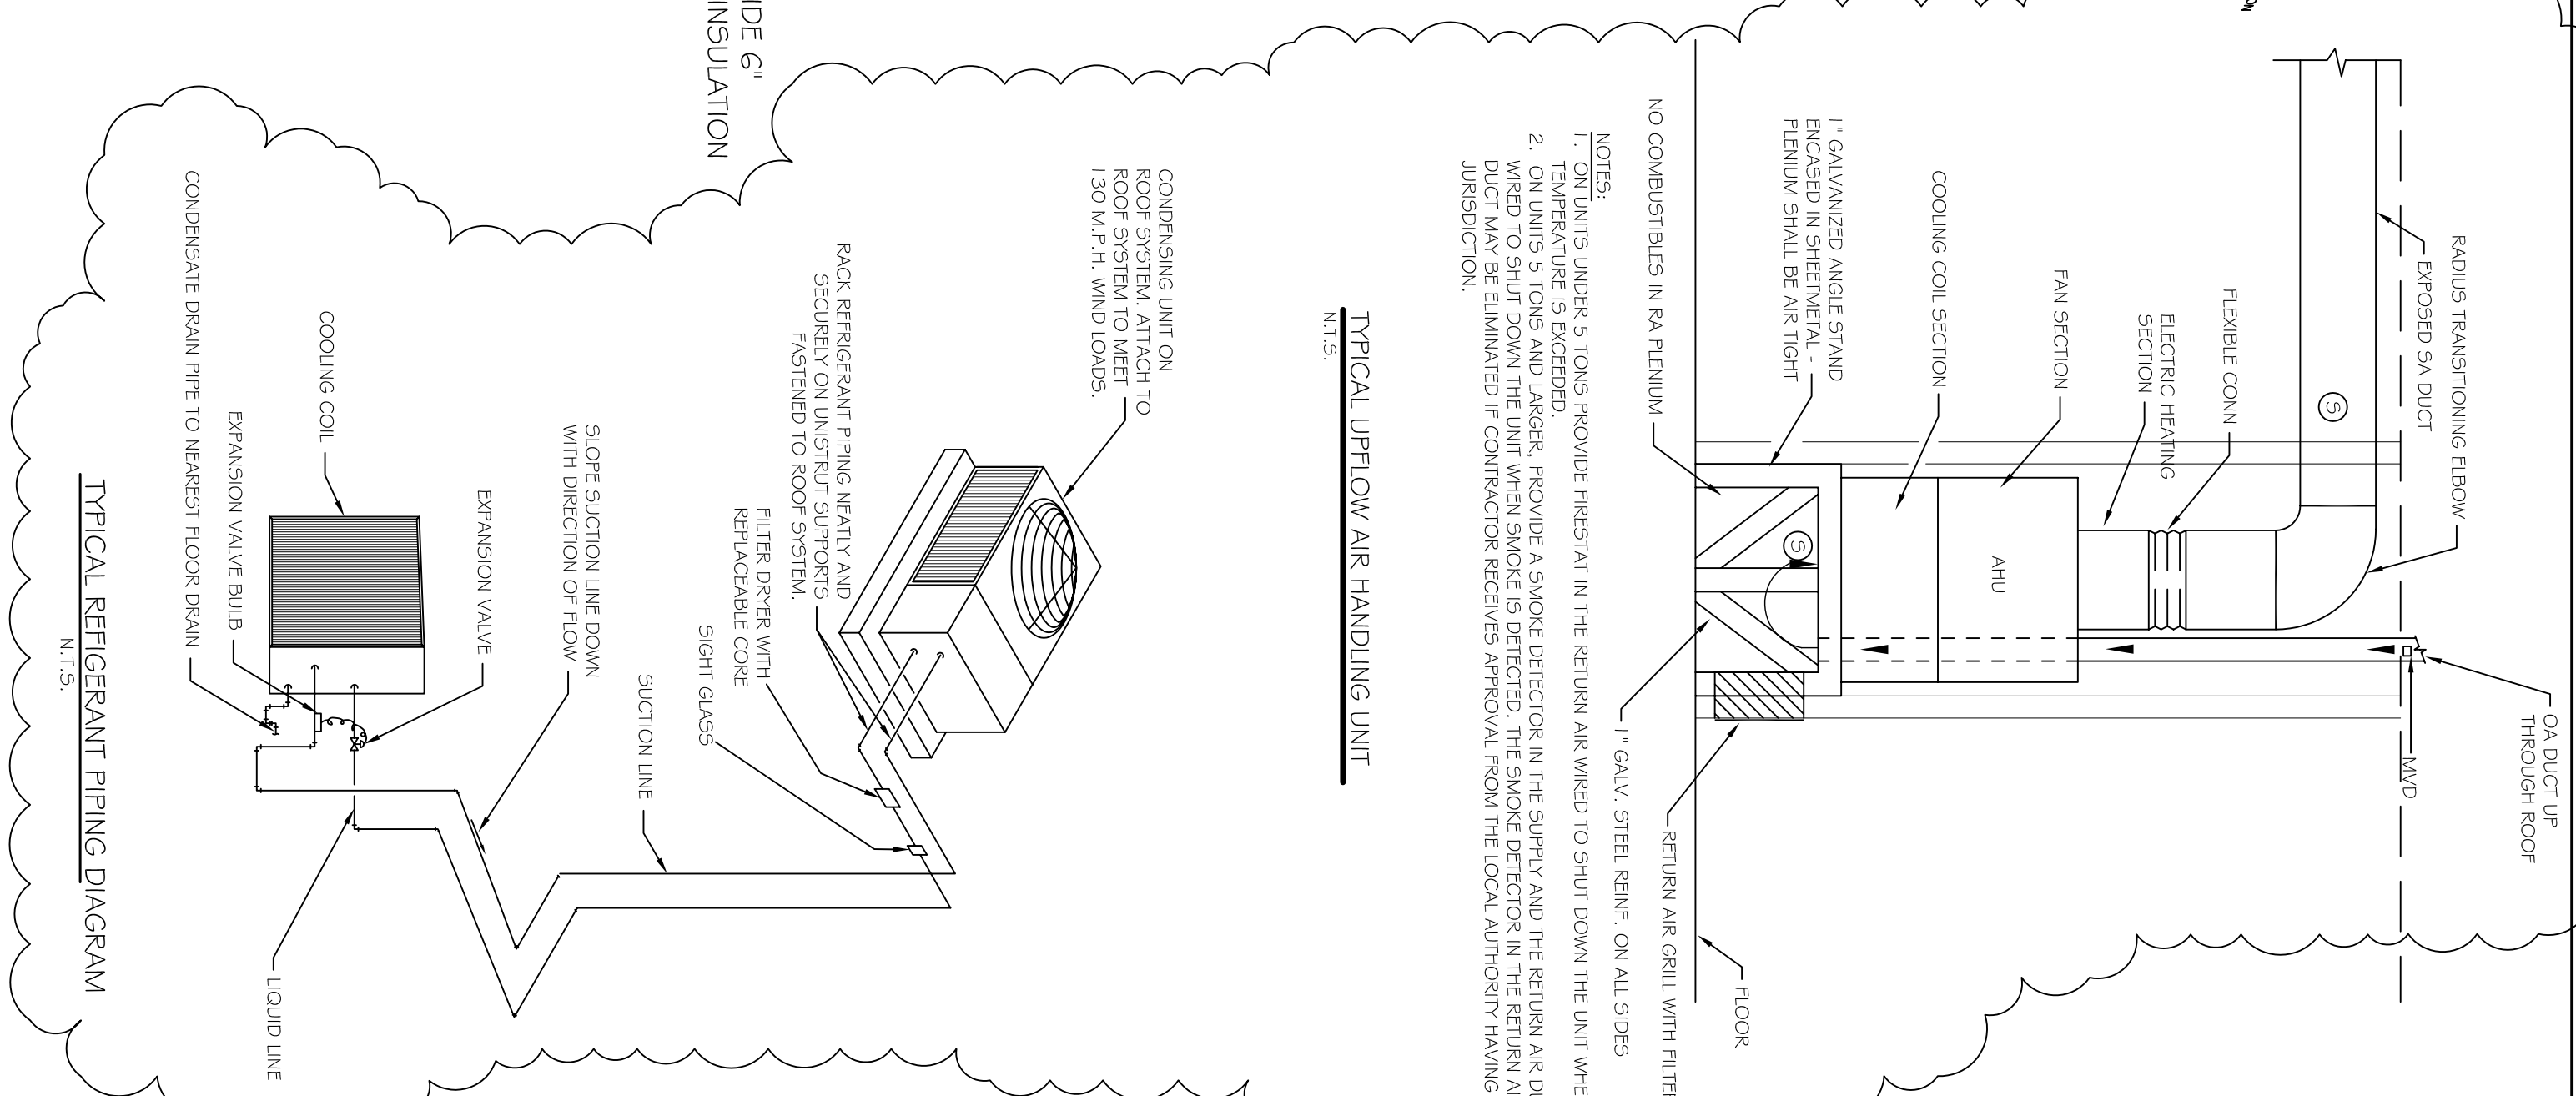 OA DUCT UP
THROUGH ROOF
MVD
RADIUS TRANSITIONING ELBOW
EXPOSED SA DUCT
S
FLEXIBLE CONN
ELECTRIC HEATING
SECTION
FAN SECTION
AHU
COOLING COIL SECTION
1" GALVANIZED ANGLE STAND
ENCASED IN SHEETMETAL -
PLENIUM SHALL BE AIR TIGHT
S
NO COMBUSTIBLES IN RA PLENIUM
FLOOR
RETURN AIR GRILL WITH FILTER
1" GALV. STEEL REINF. ON ALL SIDES
NOTES:
1. ON UNITS UNDER 5 TONS PROVIDE FIRESTAT IN THE RETURN AIR WIRED TO SHUT DOWN THE UNIT WHE
TEMPERATURE IS EXCEEDED.
2. ON UNITS 5 TONS AND LARGER, PROVIDE A SMOKE DETECTOR IN THE SUPPLY AND THE RETURN AIR DU
WIRED TO SHUT DOWN THE UNIT WHEN SMOKE IS DETECTED. THE SMOKE DETECTOR IN THE RETURN AI
DUCT MAY BE ELIMINATED IF CONTRACTOR RECEIVES APPROVAL FROM THE LOCAL AUTHORITY HAVING
JURISDICTION.
TYPICAL UPFLOW AIR HANDLING UNIT
N.T.S.
CONDENSING UNIT ON
ROOF SYSTEM. ATTACH TO
ROOF SYSTEM TO MEET
130 M.P.H. WIND LOADS.
RACK REFRIGERANT PIPING NEATLY AND
SECURELY ON UNISTRUT SUPPORTS
FASTENED TO ROOF SYSTEM.
FILTER DRYER WITH
REPLACEABLE CORE
SIGHT GLASS
SUCTION LINE
SLOPE SUCTION LINE DOWN
WITH DIRECTION OF FLOW
EXPANSION VALVE
COOLING COIL
EXPANSION VALVE BULB
CONDENSATE DRAIN PIPE TO NEAREST FLOOR DRAIN
LIQUID LINE
TYPICAL REFIGERANT PIPING DIAGRAM
N.T.S.
IDE 6"
INSULATION